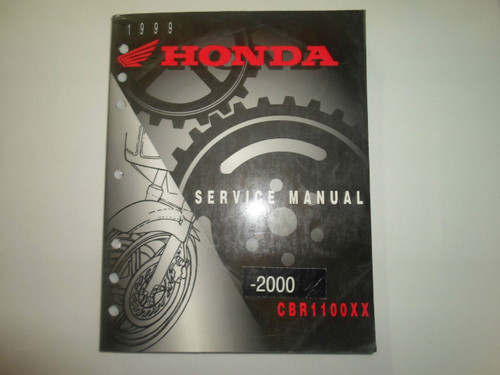 1999
HONDA
SERVICE MANUAL
-2000
CBR1100XX